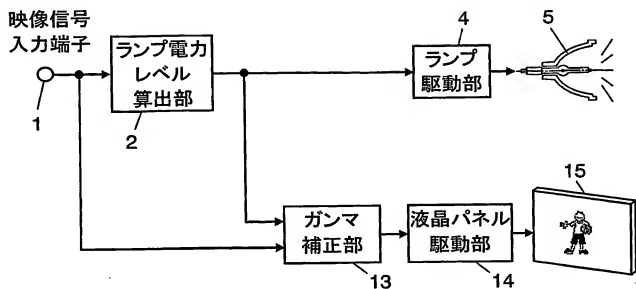 映像信号
入力端子
1
ランプ電力
レベル
算出部
2
4
ランプ
駆動部
5
ガンマ
補正部
13
液晶パネル
駆動部
14
15